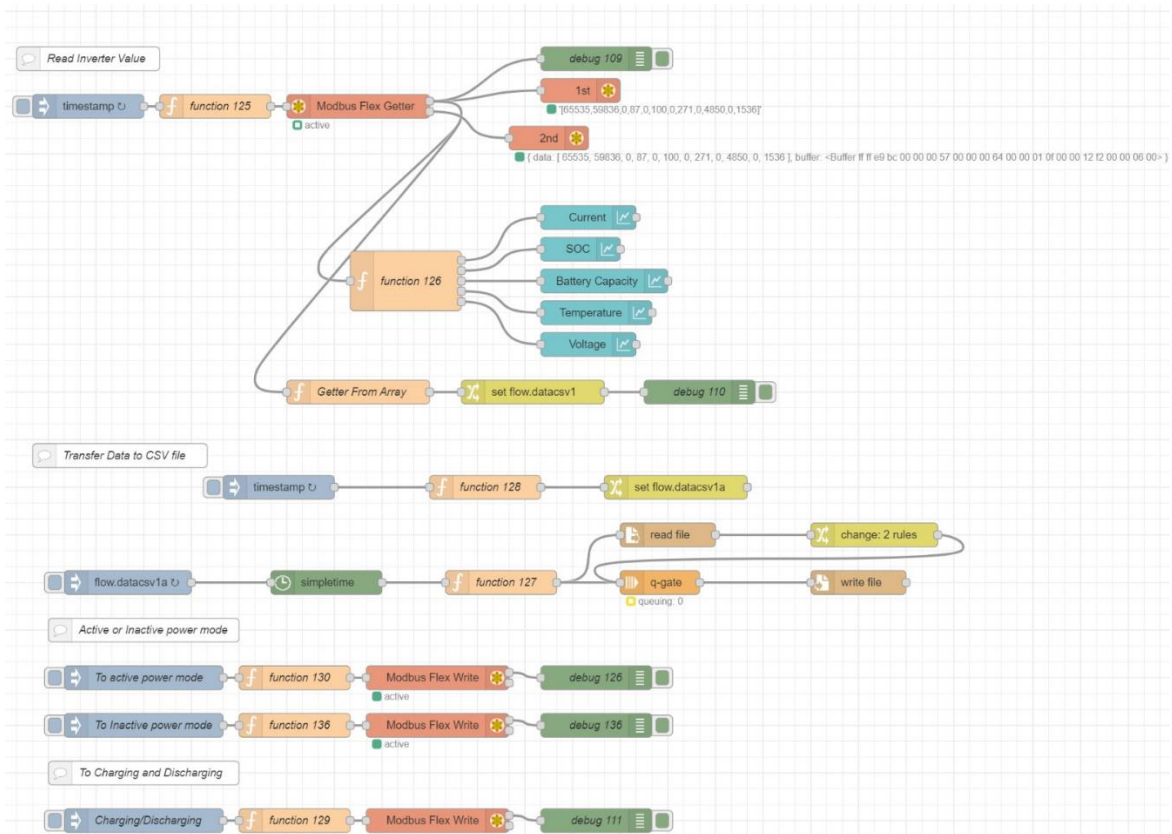 Read Inverter Value
debug 109
timestamp ↻
function 125
Modbus Flex Getter
1st
active
"[65535,59836,0,87,0,100,0,271,0,4850,0,1536]"
2nd
{ data: [ 65535, 59836, 0, 87, 0, 100, 0, 271, 0, 4850, 0, 1536 ], buffer: <Buffer ff ff e9 bc 00 00 00 57 00 00 00 64 00 00 01 0f 00 00 12 f2 00 00 06 00> }
Current
SOC
function 126
Battery Capacity
Temperature
Voltage
Getter From Array
set flow.datacsv1
debug 110
Transfer Data to CSV file
timestamp ↻
function 128
set flow.datacsv1a
read file
change: 2 rules
flow.datacsv1a ↻
simpletime
function 127
q-gate
write file
queuing: 0
Active or Inactive power mode
To active power mode
function 130
Modbus Flex Write
debug 126
active
To Inactive power mode
function 136
Modbus Flex Write
debug 136
active
To Charging and Discharging
Charging/Discharging
function 129
Modbus Flex Write
debug 111